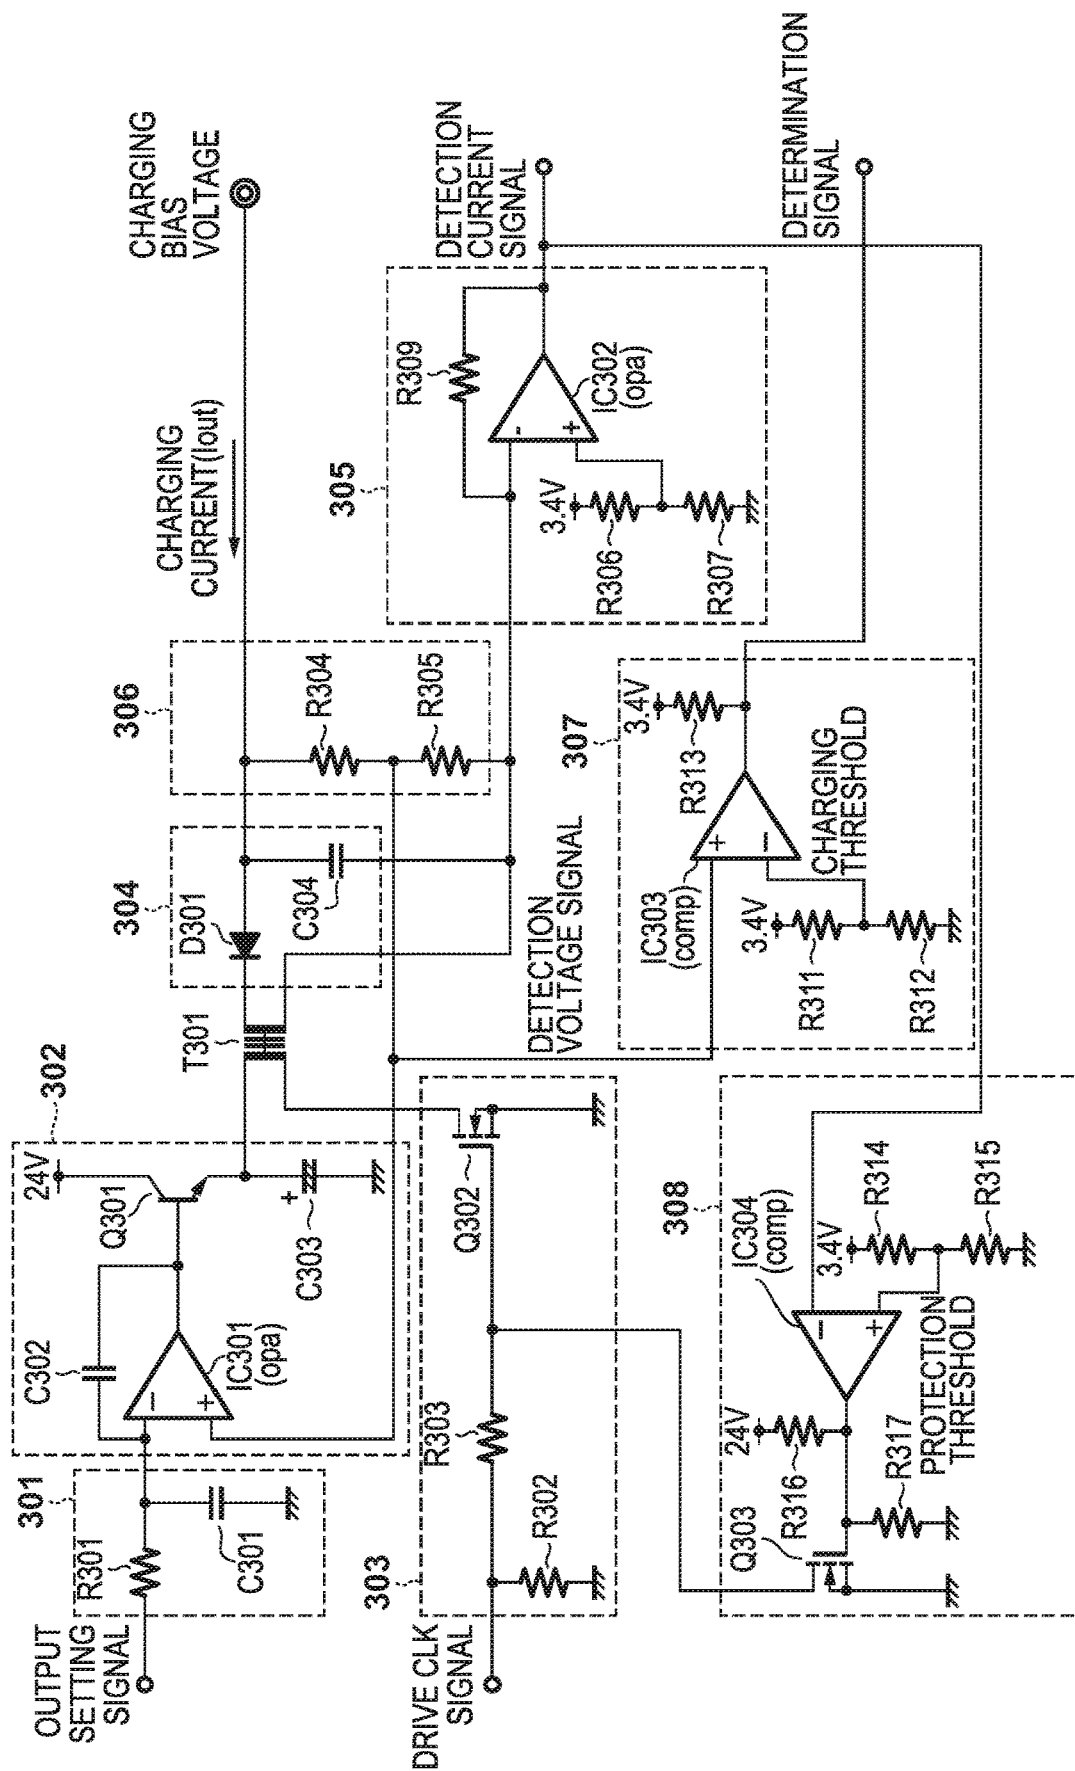 OUTPUT
SETTING
SIGNAL
301
R301
C301
302
24V
C302
IC301
(opa)
Q301
C303
+
-
+
T301
304
D301
C304
306
R304
R305
CHARGING
CURRENT(Iout)
CHARGING
BIAS
VOLTAGE
DRIVE CLK
SIGNAL
303
R302
R303
Q302
DETECTION
VOLTAGE SIGNAL
305
R309
-
+
IC302
(opa)
3.4V
R306
R307
DETECTION
CURRENT
SIGNAL
307
IC303
(comp)
+
-
3.4V
R311
R312
CHARGING
THRESHOLD
3.4V
R313
DETERMINATION
SIGNAL
308
Q303
24V
R316
R317
IC304
(comp)
-
+
PROTECTION
THRESHOLD
3.4V
R314
R315